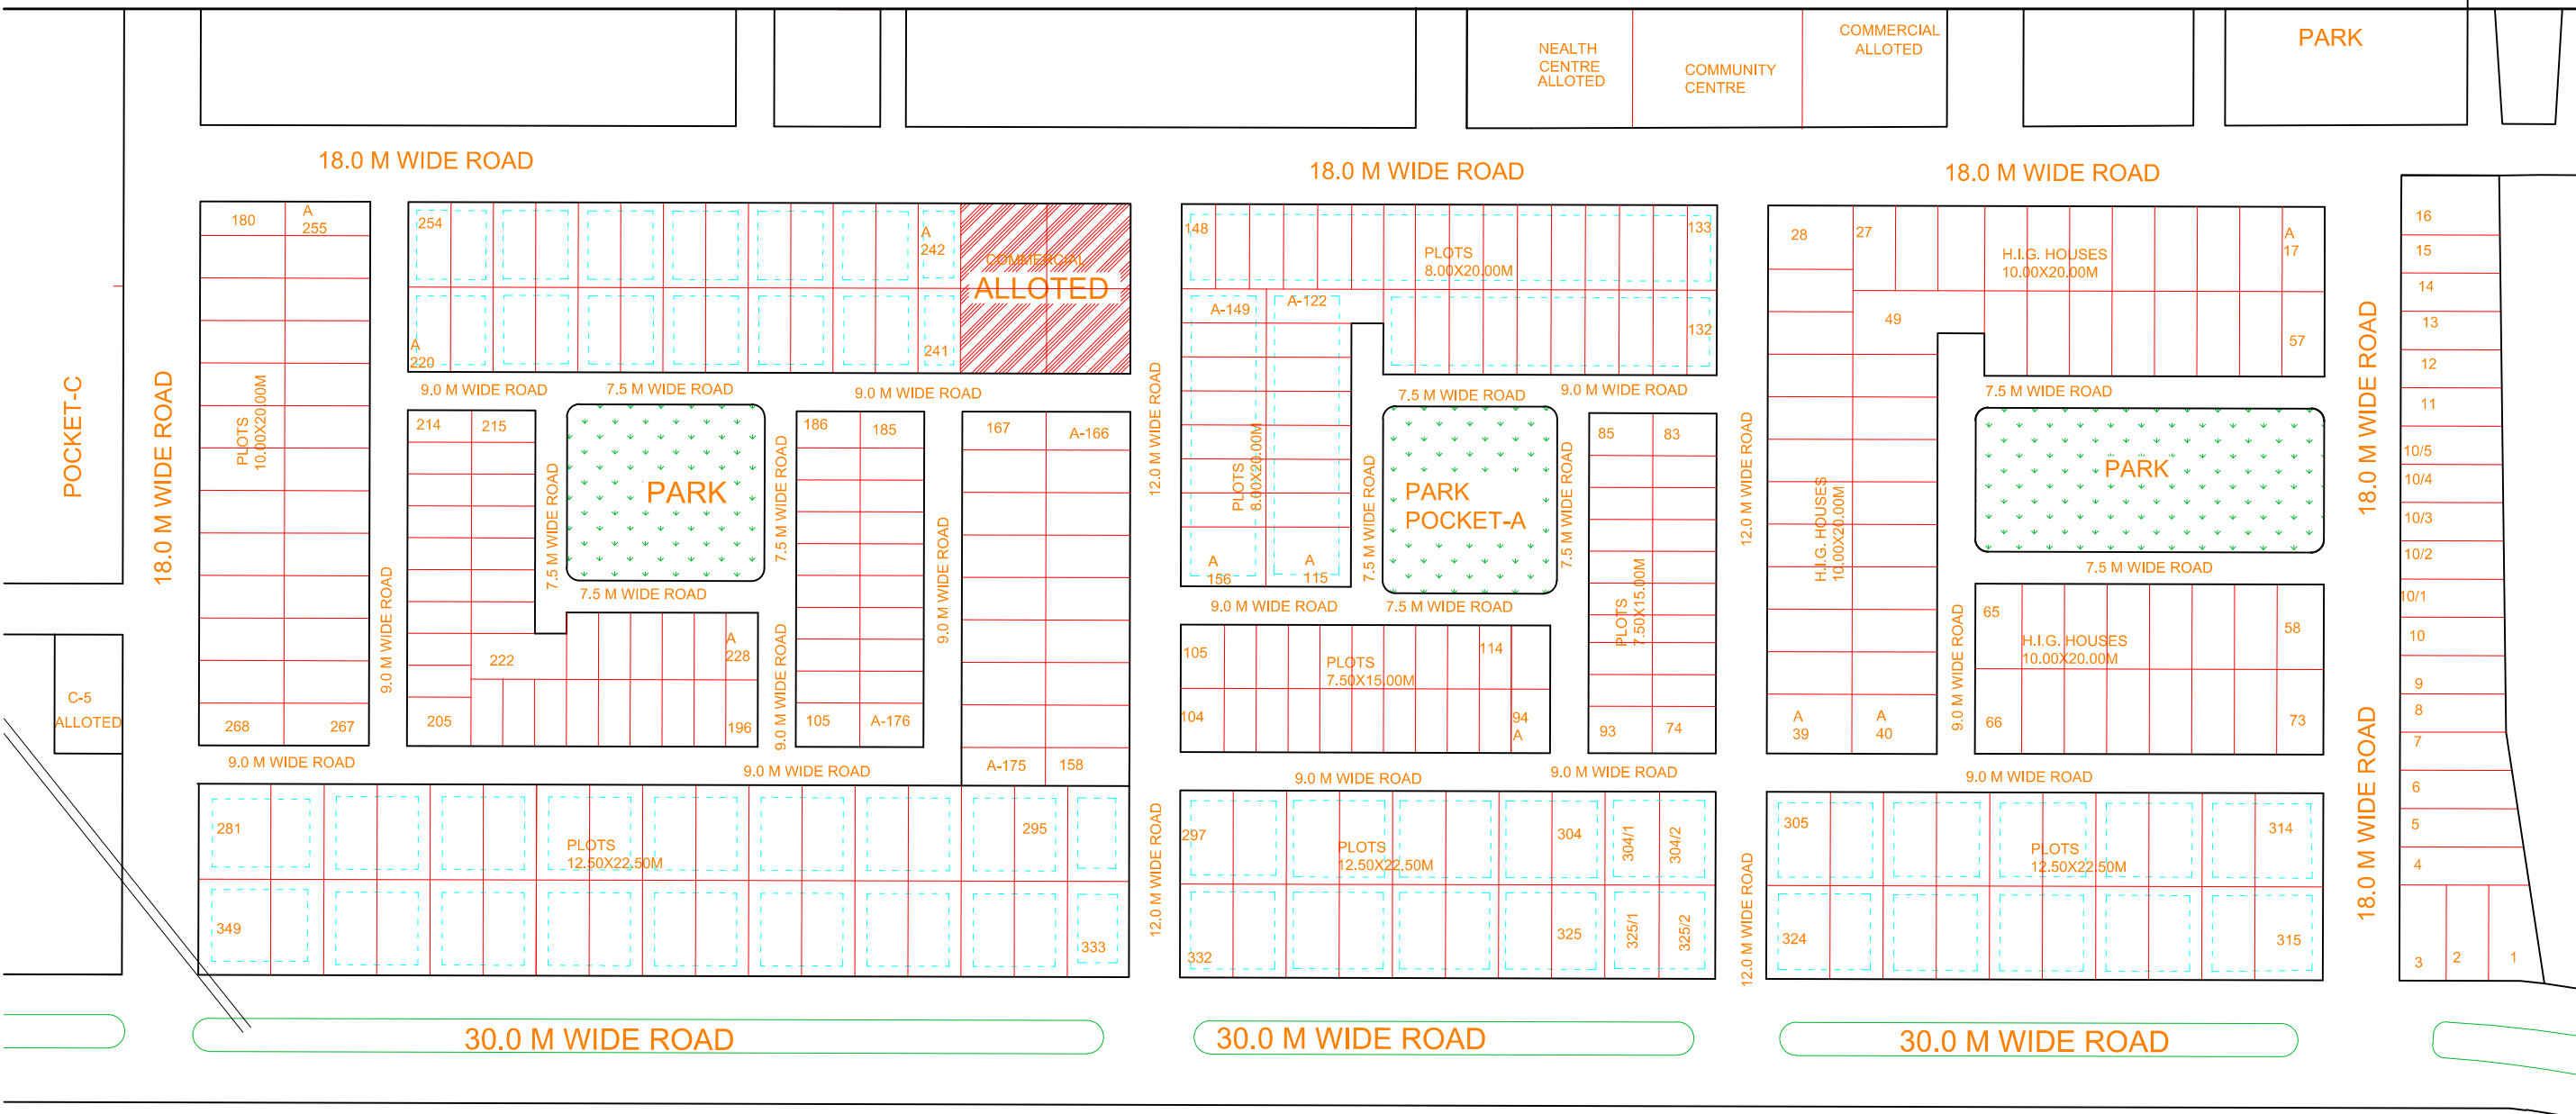 NEALTH
CENTRE
ALLOTED
COMMUNITY
CENTRE
COMMERCIAL
ALLOTED
PARK
18.0 M WIDE ROAD
18.0 M WIDE ROAD
18.0 M WIDE ROAD
POCKET-C
18.0 M WIDE ROAD
C-5
ALLOTED
180
A
255
PLOTS
10.00X20.00M
268
267
9.0 M WIDE ROAD
254
A
242
COMMERCIAL
ALLOTED
A
220
241
9.0 M WIDE ROAD
7.5 M WIDE ROAD
9.0 M WIDE ROAD
9.0 M WIDE ROAD
214
215
7.5 M WIDE ROAD
PARK
7.5 M WIDE ROAD
7.5 M WIDE ROAD
222
A
228
205
196
9.0 M WIDE ROAD
186
185
105
A-176
9.0 M WIDE ROAD
167
A-166
A-175
158
9.0 M WIDE ROAD
281
PLOTS
12.50X22.50M
295
349
333
12.0 M WIDE ROAD
12.0 M WIDE ROAD
148
133
PLOTS
8.00X20.00M
A-149
A-122
132
PLOTS
8.00X20.00M
A
156
A
115
7.5 M WIDE ROAD
9.0 M WIDE ROAD
7.5 M WIDE ROAD
PARK
POCKET-A
7.5 M WIDE ROAD
85
83
PLOTS
7.50X15.00M
93
74
9.0 M WIDE ROAD
7.5 M WIDE ROAD
105
114
PLOTS
7.50X15.00M
104
94
A
9.0 M WIDE ROAD
9.0 M WIDE ROAD
297
PLOTS
12.50X22.50M
304
304/1
304/2
332
325
325/1
325/2
12.0 M WIDE ROAD
12.0 M WIDE ROAD
28
27
H.I.G. HOUSES
10.00X20.00M
A
17
49
57
7.5 M WIDE ROAD
H.I.G. HOUSES
10.00X20.00M
PARK
7.5 M WIDE ROAD
A
39
A
40
9.0 M WIDE ROAD
65
58
H.I.G. HOUSES
10.00X20.00M
66
73
9.0 M WIDE ROAD
305
314
PLOTS
12.50X22.50M
324
315
18.0 M WIDE ROAD
18.0 M WIDE ROAD
16
15
14
13
12
11
10/5
10/4
10/3
10/2
10/1
10
9
8
7
6
5
4
3
2
1
30.0 M WIDE ROAD
30.0 M WIDE ROAD
30.0 M WIDE ROAD